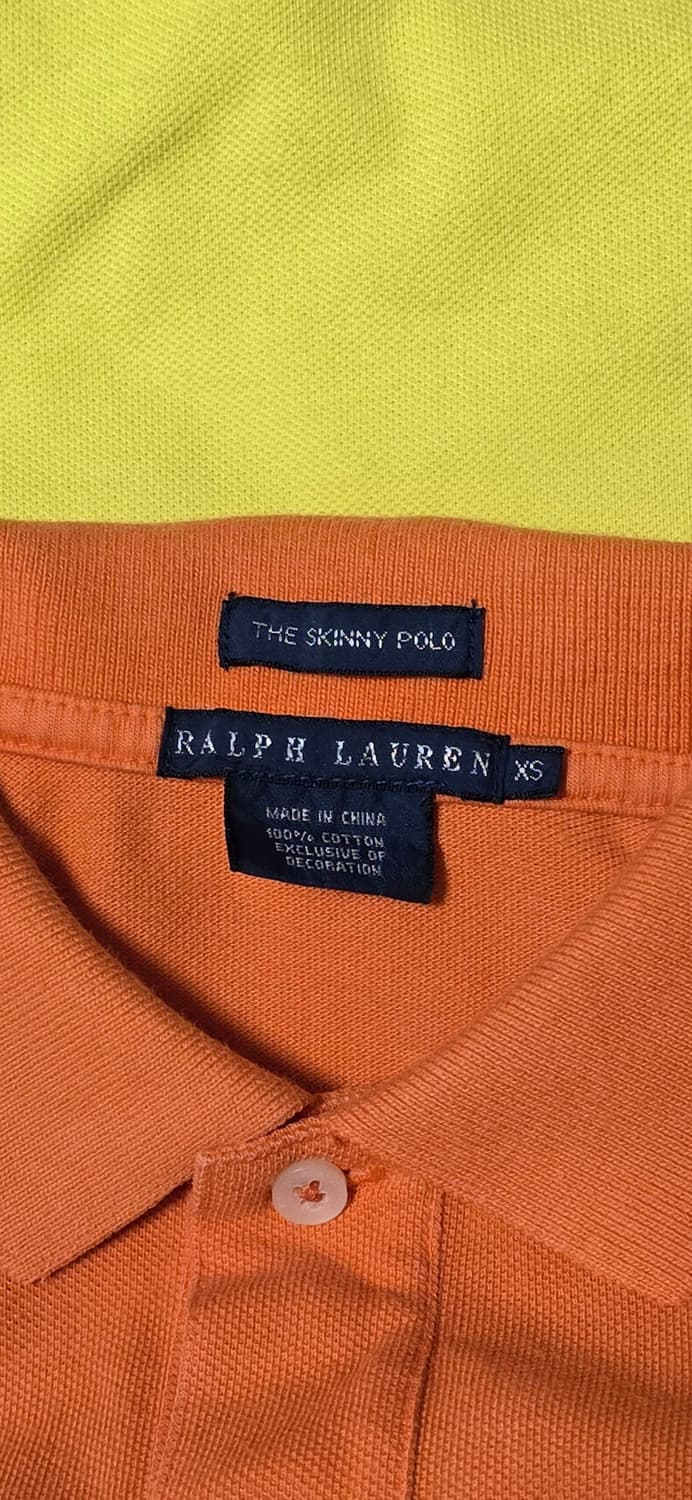 THE SKINNY POLO
RALPH LAUREN
XS
MADE IN CHINA
100% COTTON
EXCLUSIVE OF
DECORATION